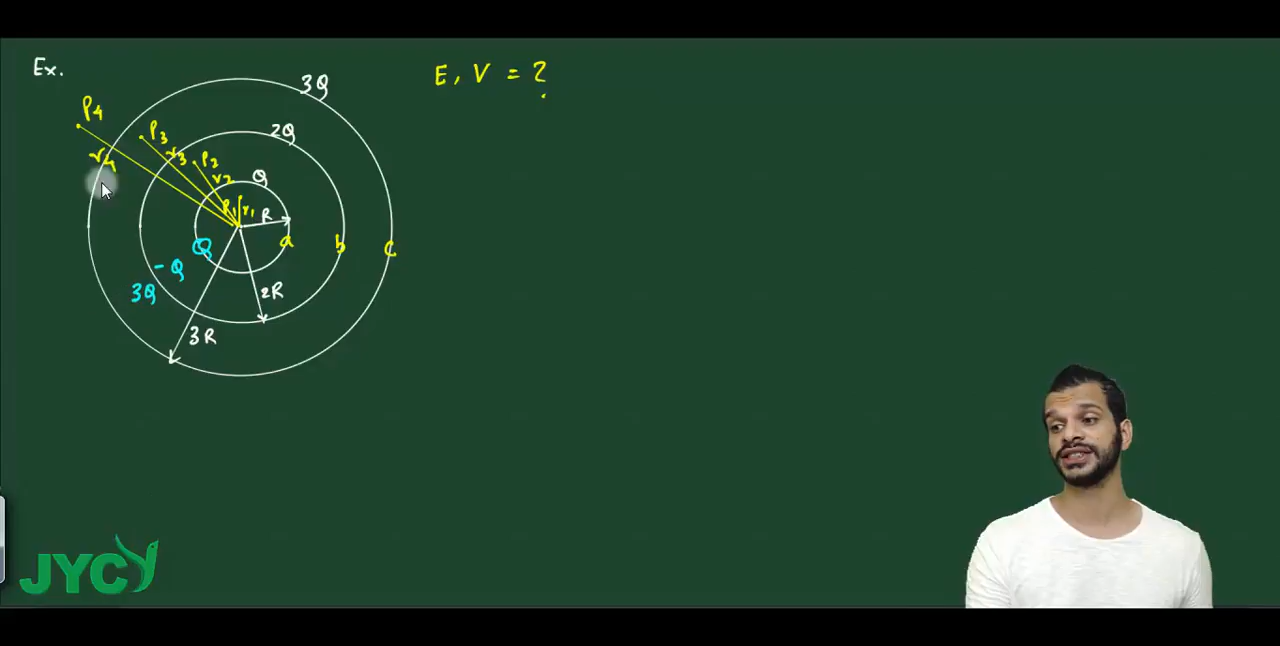 Ex.
E, V = ?
3Q
P4
2Q
P3
r4
r3
P2
r2
Q
P1
r1
R
a
b
c
Q
-Q
3Q
2R
3R
JYC